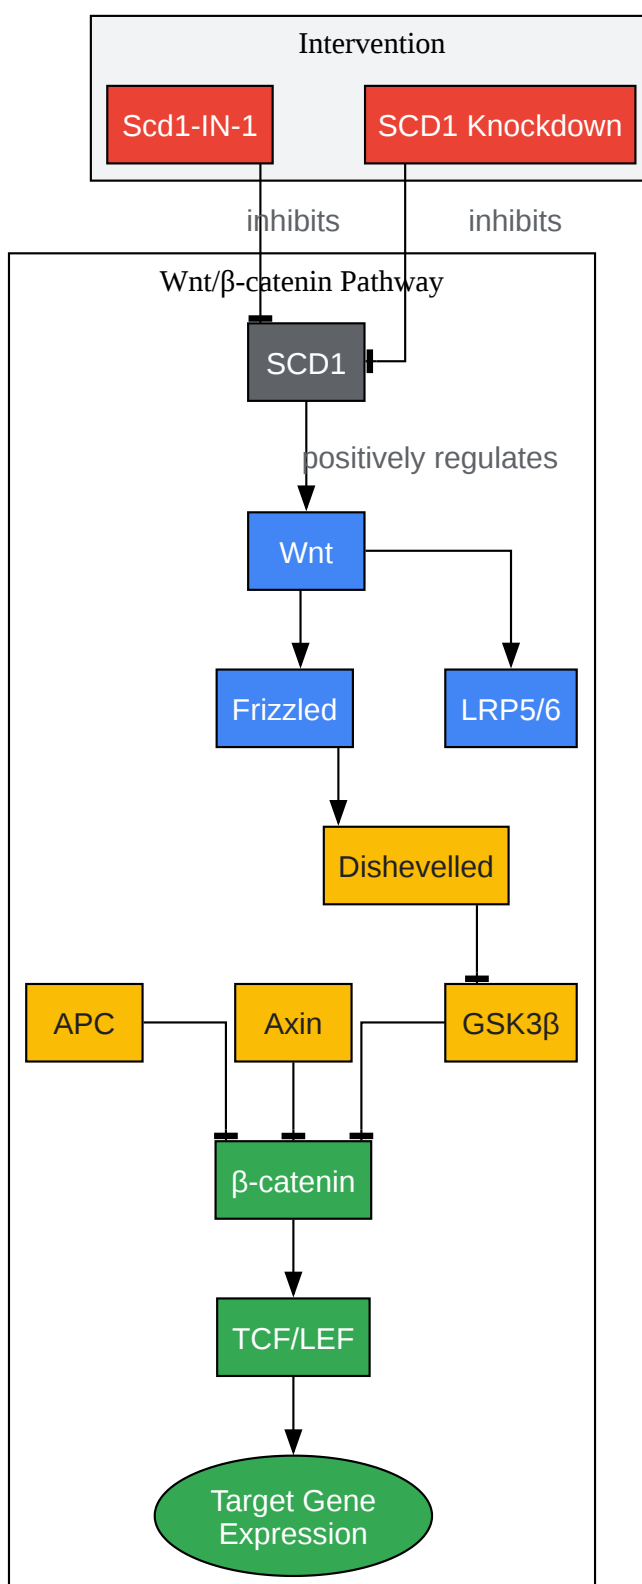 Intervention
Scd1-IN-1
SCD1 Knockdown
inhibits
inhibits
Wnt/β-catenin Pathway
SCD1
positively regulates
Wnt
Frizzled
LRP5/6
Dishevelled
APC
Axin
GSK3β
β-catenin
TCF/LEF
Target Gene
Expression